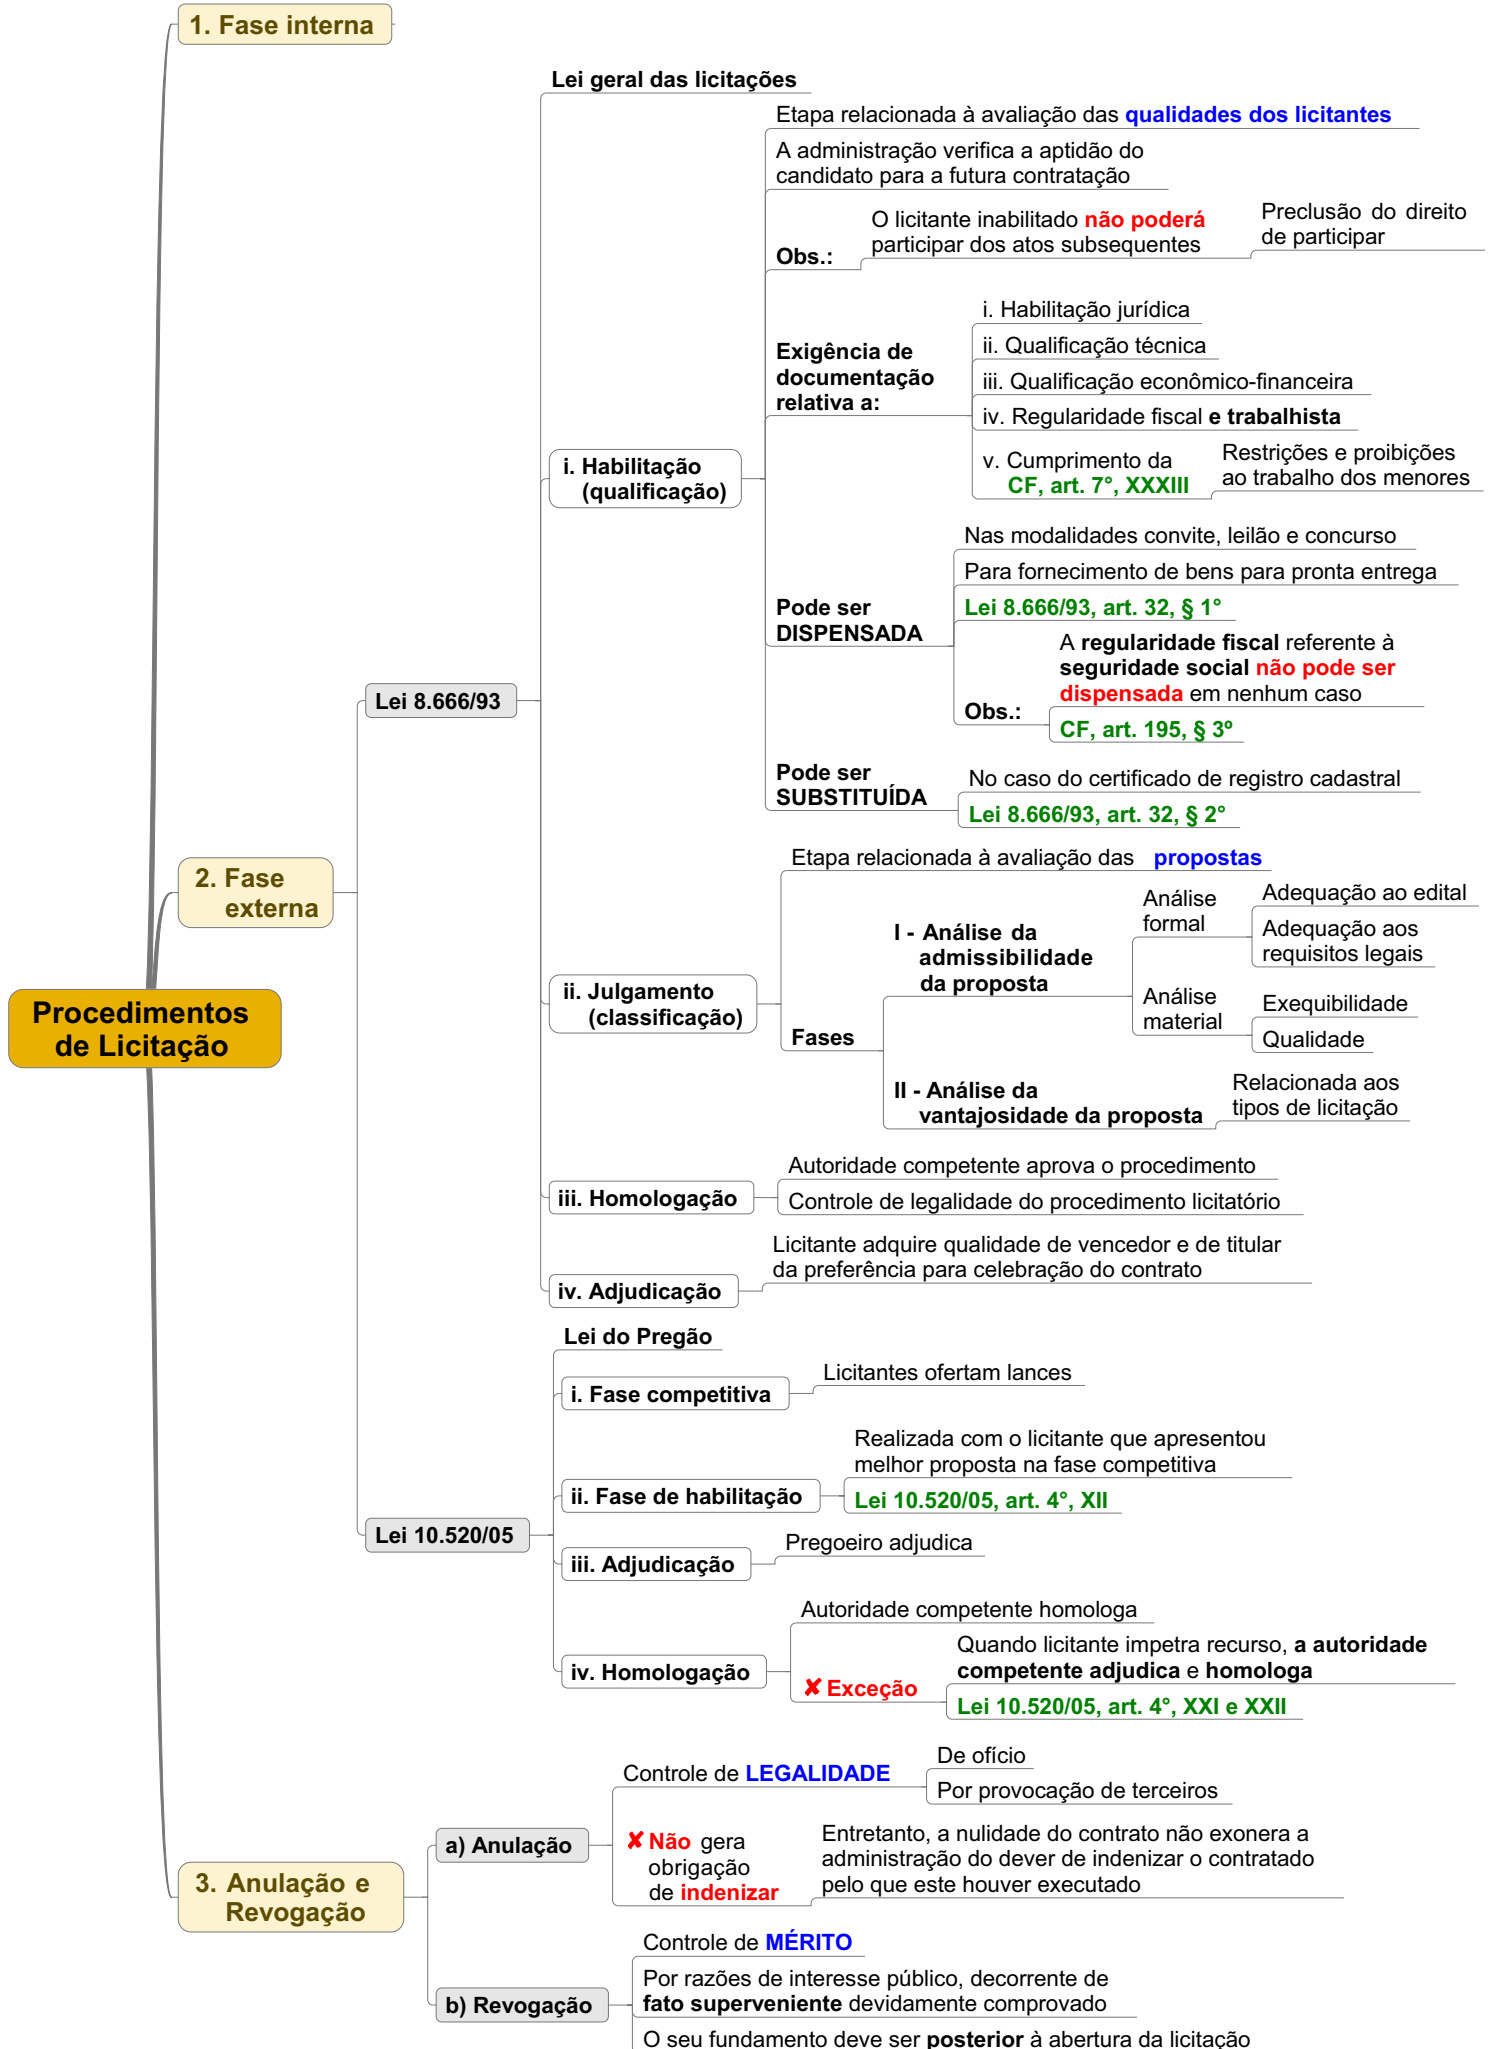 1. Fase interna
Lei geral das licitações
Etapa relacionada à avaliação das qualidades dos licitantes
A administração verifica a aptidão do
candidato para a futura contratação
Obs.:
O licitante inabilitado não poderá
participar dos atos subsequentes
Preclusão do direito
de participar
Exigência de
documentação
relativa a:
i. Habilitação jurídica
ii. Qualificação técnica
iii. Qualificação econômico-financeira
iv. Regularidade fiscal e trabalhista
v. Cumprimento da
CF, art. 7°, XXXIII
Restrições e proibições
ao trabalho dos menores
i. Habilitação
(qualificação)
Pode ser
DISPENSADA
Nas modalidades convite, leilão e concurso
Para fornecimento de bens para pronta entrega
Lei 8.666/93, art. 32, § 1°
Obs.:
A regularidade fiscal referente à
seguridade social não pode ser
dispensada em nenhum caso
CF, art. 195, § 3º
Lei 8.666/93
Pode ser
SUBSTITUÍDA
No caso do certificado de registro cadastral
Lei 8.666/93, art. 32, § 2°
2. Fase
externa
Etapa relacionada à avaliação das propostas
ii. Julgamento
(classificação)
Fases
I - Análise da
admissibilidade
da proposta
Análise
formal
Adequação ao edital
Adequação aos
requisitos legais
Análise
material
Exequibilidade
Qualidade
II - Análise da
vantajosidade da proposta
Relacionada aos
tipos de licitação
Procedimentos
de Licitação
iii. Homologação
Autoridade competente aprova o procedimento
Controle de legalidade do procedimento licitatório
iv. Adjudicação
Licitante adquire qualidade de vencedor e de titular
da preferência para celebração do contrato
Lei do Pregão
i. Fase competitiva
Licitantes ofertam lances
ii. Fase de habilitação
Realizada com o licitante que apresentou
melhor proposta na fase competitiva
Lei 10.520/05, art. 4°, XII
Lei 10.520/05
iii. Adjudicação
Pregoeiro adjudica
iv. Homologação
Autoridade competente homologa
✘ Exceção
Quando licitante impetra recurso, a autoridade
competente adjudica e homologa
Lei 10.520/05, art. 4°, XXI e XXII
3. Anulação e
Revogação
a) Anulação
Controle de LEGALIDADE
De ofício
Por provocação de terceiros
✘ Não gera
obrigação
de indenizar
Entretanto, a nulidade do contrato não exonera a
administração do dever de indenizar o contratado
pelo que este houver executado
b) Revogação
Controle de MÉRITO
Por razões de interesse público, decorrente de
fato superveniente devidamente comprovado
O seu fundamento deve ser posterior à abertura da licitação